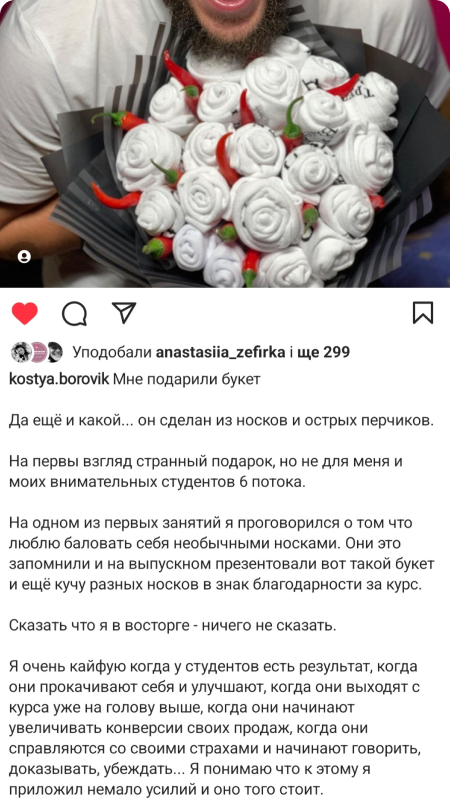 Уподобали anastasiia_zefirka і ще 299
kostya.borovik Мне подарили букет
Да ещё и какой... он сделан из носков и острых перчиков.
На первы взгляд странный подарок, но не для меня и
моих внимательных студентов 6 потока.
На одном из первых занятий я проговорился о том что
люблю баловать себя необычными носками. Они это
запомнили и на выпускном презентовали вот такой букет
и ещё кучу разных носков в знак благодарности за курс.
Сказать что я в восторге - ничего не сказать.
Я очень кайфую когда у студентов есть результат, когда
они прокачивают себя и улучшают, когда они выходят с
курса уже на голову выше, когда они начинают
увеличивать конверсии своих продаж, когда они
справляются со своими страхами и начинают говорить,
доказывать, убеждать... Я понимаю что к этому я
приложил немало усилий и оно того стоит.